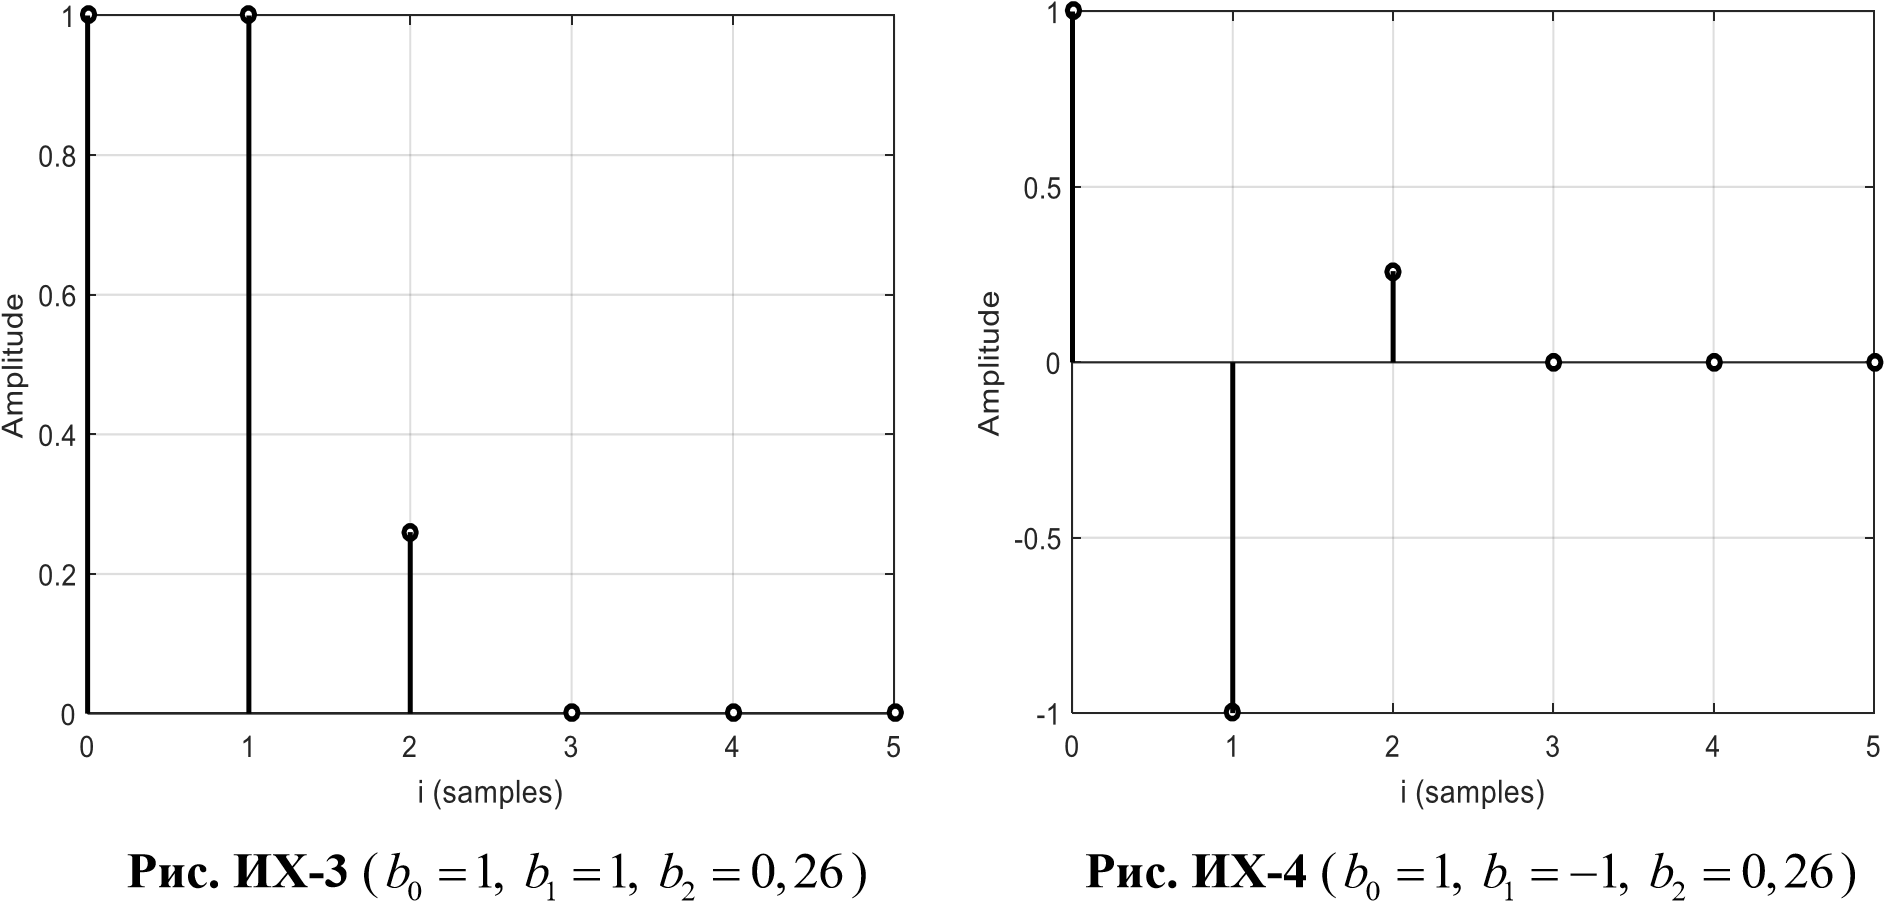 1
0.8
0.6
0.4
0.2
0
Amplitude
0 1 2 3 4 5
i (samples)
Рис. ИХ-3 (b₀ = 1, b₁ = 1, b₂ = 0, 26)
1
0.5
0
-0.5
-1
Amplitude
0 1 2 3 4 5
i (samples)
Рис. ИХ-4 (b₀ = 1, b₁ = −1, b₂ = 0, 26)